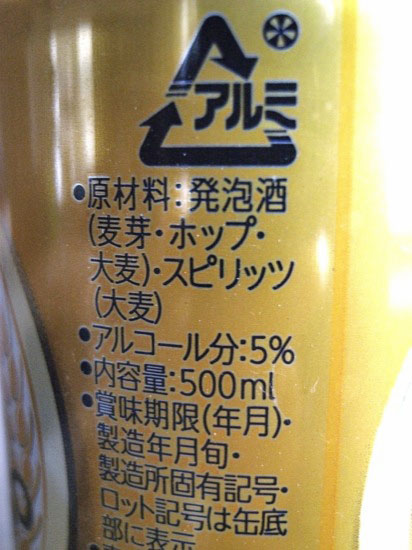 アルミ
•原材料:発泡酒
(麦芽・ホップ・
大麦)・スピリッツ
(大麦)
•アルコール分:5%
•内容量:500ml
•賞味期限(年月)・
製造年月旬・
製造所固有記号・
ロット記号は缶底
部に表示